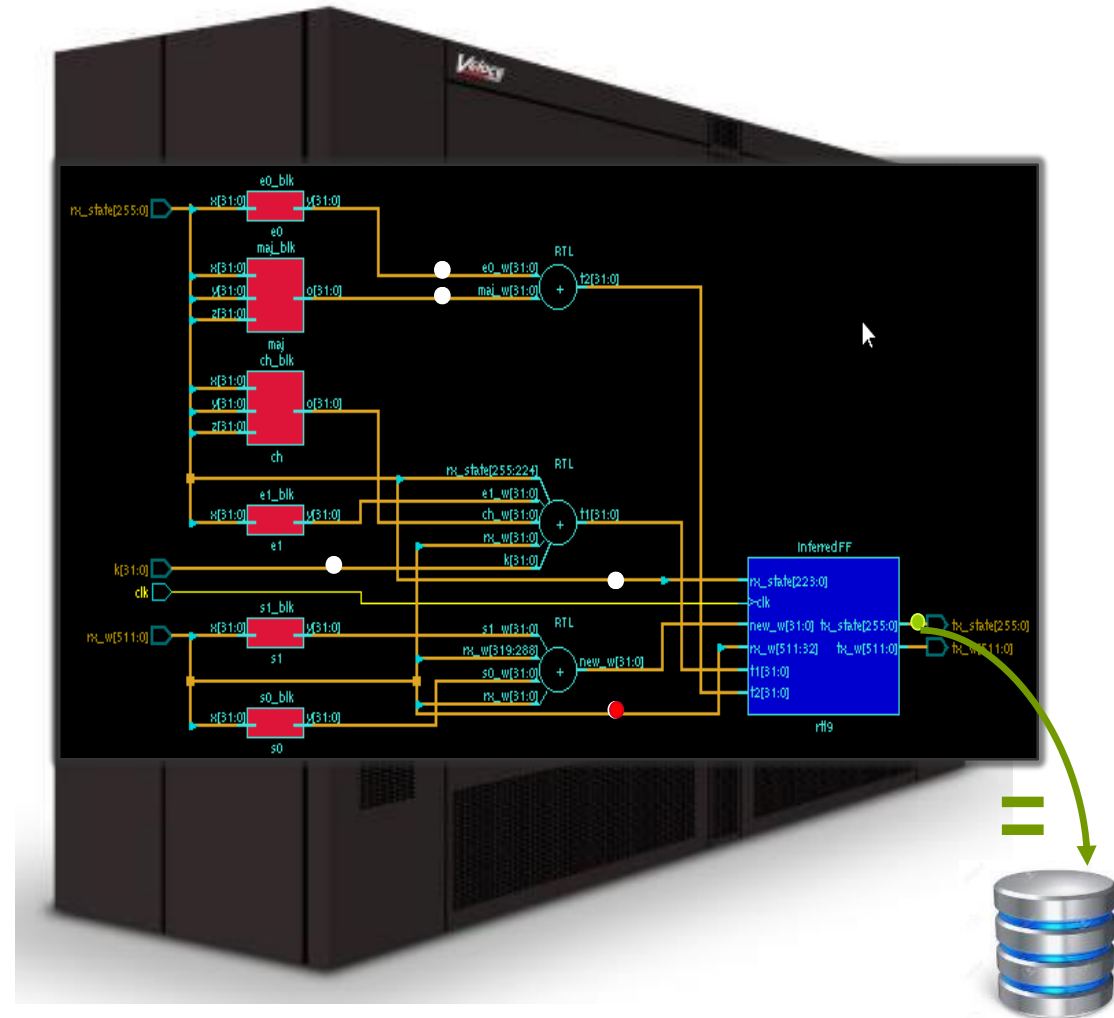 Veloce
e0_blk
rx_state[255:0]
x[31:0] y[31:0]
e0
maj_blk
RTL
x[31:0]
y[31:0] o[31:0]
z[31:0]
e0_w[31:0]
maj_w[31:0]
+
t2[31:0]
maj
ch_blk
x[31:0]
y[31:0] o[31:0]
z[31:0]
ch
rx_state[255:224]
RTL
e1_blk
e1_w[31:0]
x[31:0] y[31:0]
ch_w[31:0]
+
t1[31:0]
e1
rx_w[31:0]
k[31:0]
k[31:0]
clk
Inferred FF
rx_state[223:0]
clk
new_w[31:0] tx_state[255:0]
rx_w[511:32] tx_w[511:0]
t1[31:0]
t2[31:0]
rtl9
tx_state[255:0]
tx_w[511:0]
s1_blk
rx_w[511:0]
x[31:0] y[31:0]
s1
s1_w[31:0]
RTL
rx_w[319:288]
s0_w[31:0]
+
new_w[31:0]
rx_w[31:0]
s0_blk
x[31:0] y[31:0]
s0
=